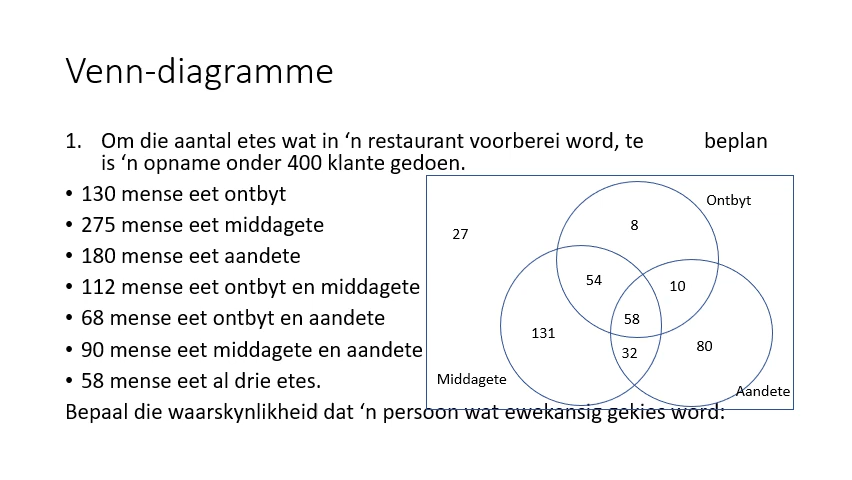 Venn-diagramme
1. Om die aantal etes wat in ‘n restaurant voorberei word, te beplan
is ‘n opname onder 400 klante gedoen.
• 130 mense eet ontbyt
• 275 mense eet middagete
• 180 mense eet aandete
• 112 mense eet ontbyt en middagete
• 68 mense eet ontbyt en aandete
• 90 mense eet middagete en aandete
• 58 mense eet al drie etes.
Bepaal die waarskynlikheid dat ‘n persoon wat ewekansig gekies word:
Ontbyt
8
27
54
10
58
131
32
80
Middagete
Aandete